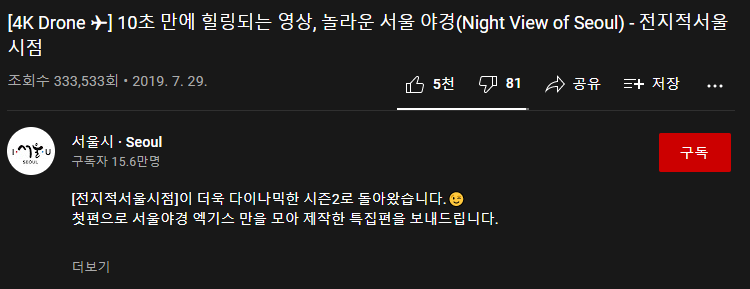 [4K Drone ✈] 10초 만에 힐링되는 영상, 놀라운 서울 야경(Night View of Seoul) - 전지적서울
시점
조회수 333,533회 • 2019. 7. 29.
5천 81 공유 저장 ...
I·서울·U
SEOUL
서울시 · Seoul
구독자 15.6만명
구독
[전지적서울시점]이 더욱 다이나믹한 시즌2로 돌아왔습니다.😉
첫편으로 서울야경 엑기스 만을 모아 제작한 특집편을 보내드립니다.
더보기